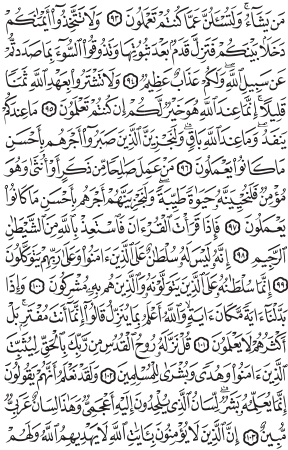 مَن يَشَآءُ ۚ وَلَتُسْـَٔلُنَّ عَمَّا كُنتُمْ تَعْمَلُونَ ٩٣ وَلَا تَتَّخِذُوٓا۟ أَيْمَـٰنَكُمْ
دَخَلًۢا بَيْنَكُمْ فَتَزِلَّ قَدَمٌۢ بَعْدَ ثُبُوتِهَا وَتَذُوقُوا۟ ٱلسُّوٓءَ بِمَا صَدَدتُّمْ
عَن سَبِيلِ ٱللَّهِ ۖ وَلَكُمْ عَذَابٌ عَظِيمٌ ٩٤ وَلَا تَشْتَرُوا۟ بِعَهْدِ ٱللَّهِ ثَمَنًا
قَلِيلًا ۚ إِنَّمَا عِندَ ٱللَّهِ هُوَ خَيْرٌ لَّكُمْ إِن كُنتُمْ تَعْلَمُونَ ٩٥ مَا عِندَكُمْ
يَنفَدُ ۖ وَمَا عِندَ ٱللَّهِ بَاقٍ ۗ وَلَنَجْزِيَنَّ ٱلَّذِينَ صَبَرُوٓا۟ أَجْرَهُم بِأَحْسَنِ
مَا كَانُوا۟ يَعْمَلُونَ ٩٦ مَنْ عَمِلَ صَـٰلِحًا مِّن ذَكَرٍ أَوْ أُنثَىٰ وَهُوَ
مُؤْمِنٌ فَلَنُحْيِيَنَّهُۥ حَيَوٰةً طَيِّبَةً ۖ وَلَنَجْزِيَنَّهُمْ أَجْرَهُم بِأَحْسَنِ مَا كَانُوا۟
يَعْمَلُونَ ٩٧ فَإِذَا قَرَأْتَ ٱلْقُرْءَانَ فَٱسْتَعِذْ بِٱللَّهِ مِنَ ٱلشَّيْطَـٰنِ
ٱلرَّجِيمِ ٩٨ إِنَّهُۥ لَيْسَ لَهُۥ سُلْطَـٰنٌ عَلَى ٱلَّذِينَ ءَامَنُوا۟ وَعَلَىٰ رَبِّهِمْ يَتَوَكَّلُونَ
٩٩ إِنَّمَا سُلْطَـٰنُهُۥ عَلَى ٱلَّذِينَ يَتَوَلَّوْنَهُۥ وَٱلَّذِينَ هُم بِهِۦ مُشْرِكُونَ ١٠٠ وَإِذَا
بَدَّلْنَآ ءَايَةً مَّكَانَ ءَايَةٍ ۙ وَٱللَّهُ أَعْلَمُ بِمَا يُنَزِّلُ قَالُوٓا۟ إِنَّمَآ أَنتَ مُفْتَرٍۭ ۚ بَلْ
أَكْثَرُهُمْ لَا يَعْلَمُونَ ١٠١ قُلْ نَزَّلَهُۥ رُوحُ ٱلْقُدُسِ مِن رَّبِّكَ بِٱلْحَقِّ لِيُثَبِّتَ
ٱلَّذِينَ ءَامَنُوا۟ وَهُدًى وَبُشْرَىٰ لِلْمُسْلِمِينَ ١٠٢ وَلَقَدْ نَعْلَمُ أَنَّهُمْ يَقُولُونَ
إِنَّمَا يُعَلِّمُهُۥ بَشَرٌ ۗ لِّسَانُ ٱلَّذِى يُلْحِدُونَ إِلَيْهِ أَعْجَمِىٌّ وَهَـٰذَا لِسَانٌ عَرَبِىٌّ
مُّبِينٌ ١٠٣ إِنَّ ٱلَّذِينَ لَا يُؤْمِنُونَ بِـَٔايَـٰتِ ٱللَّهِ لَا يَهْدِيهِمُ ٱللَّهُ وَلَهُمْ